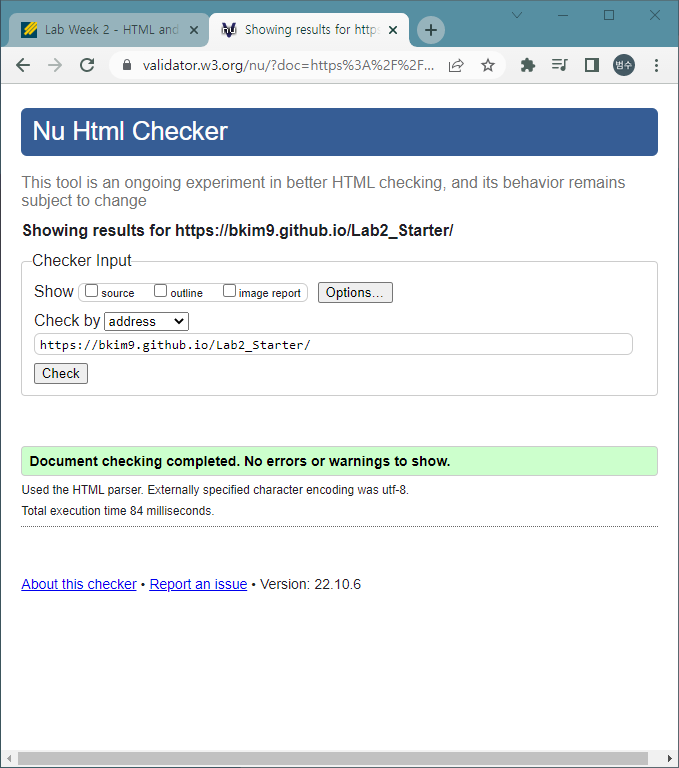 Lab Week 2 - HTML and
Showing results for http
validator.w3.org/nu/?doc=https%3A%2F%2F...
범수
Nu Html Checker
This tool is an ongoing experiment in better HTML checking, and its behavior remains
subject to change
Showing results for https://bkim9.github.io/Lab2_Starter/
Checker Input
Show source outline image report Options...
Check by address
https://bkim9.github.io/Lab2_Starter/
Check
Document checking completed. No errors or warnings to show.
Used the HTML parser. Externally specified character encoding was utf-8.
Total execution time 84 milliseconds.
About this checker • Report an issue • Version: 22.10.6